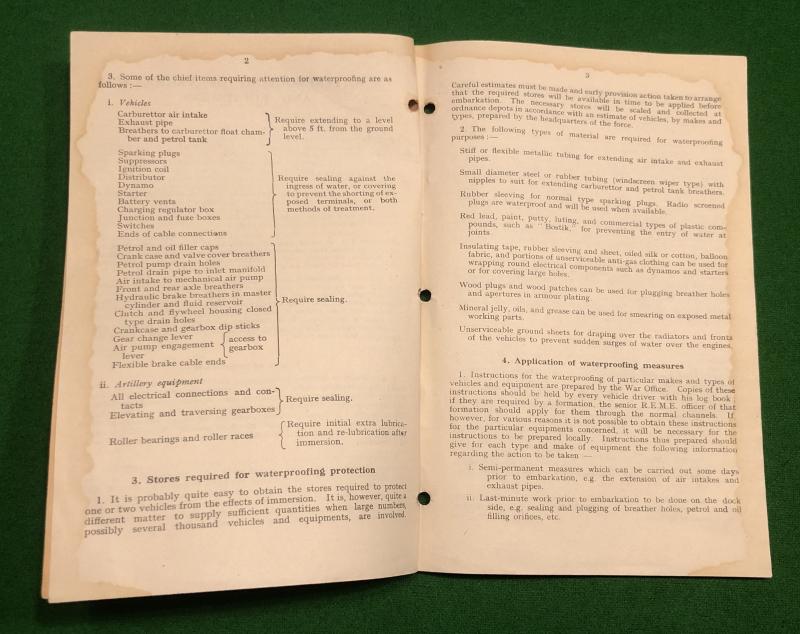 2
3. Some of the chief items requiring attention for waterproofing are as
follows :—
i. Vehicles
Carburettor air intake
Exhaust pipe
Breathers to carburettor float cham-
ber and petrol tank
Require extending to a level
above 5 ft. from the ground
level.
Sparking plugs
Suppressors
Ignition coil
Distributor
Dynamo
Starter
Battery vents
Charging regulator box
Junction and fuze boxes
Switches
Ends of cable connections
Require sealing against the
ingress of water, or covering
to prevent the shorting of ex-
posed terminals, or both
methods of treatment.
Petrol and oil filler caps
Crank case and valve cover breathers
Petrol pump drain holes
Petrol drain pipe to inlet manifold
Air intake to mechanical air pump
Front and rear axle breathers
Hydraulic brake breathers in master
cylinder and fluid reservoir
Clutch and flywheel housing closed
type drain holes
Crankcase and gearbox dip sticks
Gear change lever
Air pump engagement
lever
access to
gearbox
Flexible brake cable ends
Require sealing.
ii. Artillery equipment
All electrical connections and con-
tacts
Elevating and traversing gearboxes
Require sealing.
Roller bearings and roller races
Require initial extra lubrica-
tion and re-lubrication after
immersion.
3. Stores required for waterproofing protection
1. It is probably quite easy to obtain the stores required to protect
one or two vehicles from the effects of immersion. It is, however, quite a
different matter to supply sufficient quantities when large numbers,
possibly several thousand vehicles and equipments, are involved.
3
Careful estimates must be made and early provision action taken to arrange
that the required stores will be available in time to be applied before
embarkation. The necessary stores will be scaled and collected at
ordnance depots in accordance with an estimate of vehicles, by makes and
types, prepared by the headquarters of the force.
2. The following types of material are required for waterproofing
purposes :—
Stiff or flexible metallic tubing for extending air intake and exhaust
pipes.
Small diameter steel or rubber tubing (windscreen wiper type) with
nipples to suit for extending carburettor and petrol tank breathers.
Rubber sleeving for normal type sparking plugs. Radio screened
plugs are waterproof and will be used when available.
Red lead, paint, putty, luting, and commercial types of plastic com-
pounds, such as "Bostik," for preventing the entry of water at
joints.
Insulating tape, rubber sleeving and sheet, oiled silk or cotton, balloon
fabric, and portions of unserviceable anti-gas clothing can be used for
wrapping round electrical components such as dynamos and starters
or for covering large holes.
Wood plugs and wood patches can be used for plugging breather holes
and apertures in armour plating
Mineral jelly, oils, and grease can be used for smearing on exposed metal
working parts.
Unserviceable ground sheets for draping over the radiators and fronts
of the vehicles to prevent sudden surges of water over the engines.
4. Application of waterproofing measures
1. Instructions for the waterproofing of particular makes and types of
vehicles and equipment are prepared by the War Office. Copies of these
instructions should be held by every vehicle driver with his log book ;
if they are required by a formation, the senior R.E.M.E. officer of that
formation should apply for them through the normal channels. If,
however, for various reasons it is not possible to obtain these instructions
for the particular equipments concerned, it will be necessary for the
instructions to be prepared locally. Instructions thus prepared should
give for each type and make of equipment the following information
regarding the action to be taken —
i. Semi-permanent measures which can be carried out some days
prior to embarkation, e.g. the extension of air intakes and
exhaust pipes.
ii. Last-minute work prior to embarkation to be done on the dock
side, e.g. sealing and plugging of breather holes, petrol and oil
filling orifices, etc.